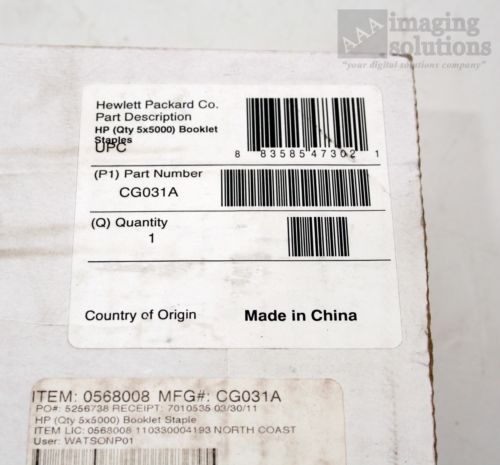 AAA imaging
solutions
"your digital solutions company"
Hewlett Packard Co.
Part Description
HP (Qty 5x5000) Booklet
Staples
UPC
8 83585 47302 1
(P1) Part Number
CG031A
(Q) Quantity
1
Country of Origin Made in China
ITEM: 0568008 MFG#: CG031A
PO#: 5256738 RECEIPT: 7010535 03/30/11
HP (Qty 5x5000) Booklet Staple
ITEM LIC: 0568008 110330004193 NORTH COAST
User: WATSONP01